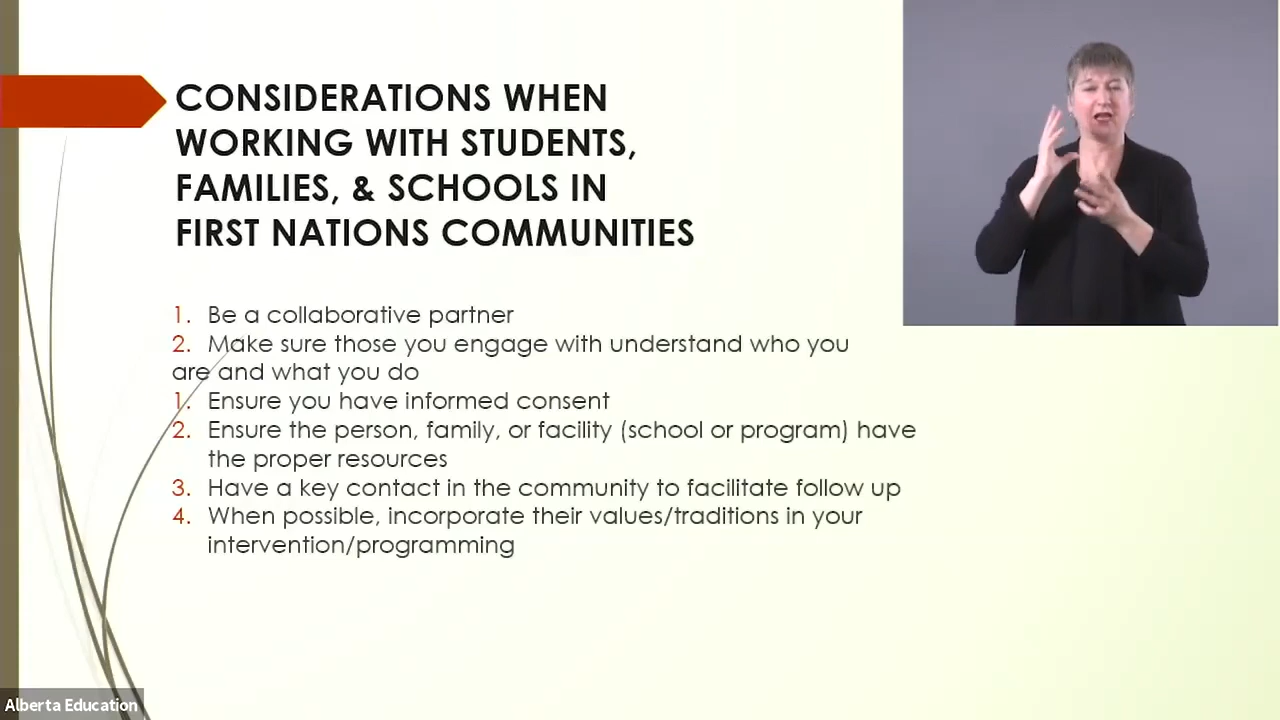 CONSIDERATIONS WHEN
WORKING WITH STUDENTS,
FAMILIES, & SCHOOLS IN
FIRST NATIONS COMMUNITIES
1. Be a collaborative partner
2. Make sure those you engage with understand who you
are and what you do
1. Ensure you have informed consent
2. Ensure the person, family, or facility (school or program) have
the proper resources
3. Have a key contact in the community to facilitate follow up
4. When possible, incorporate their values/traditions in your
intervention/programming
Alberta Education